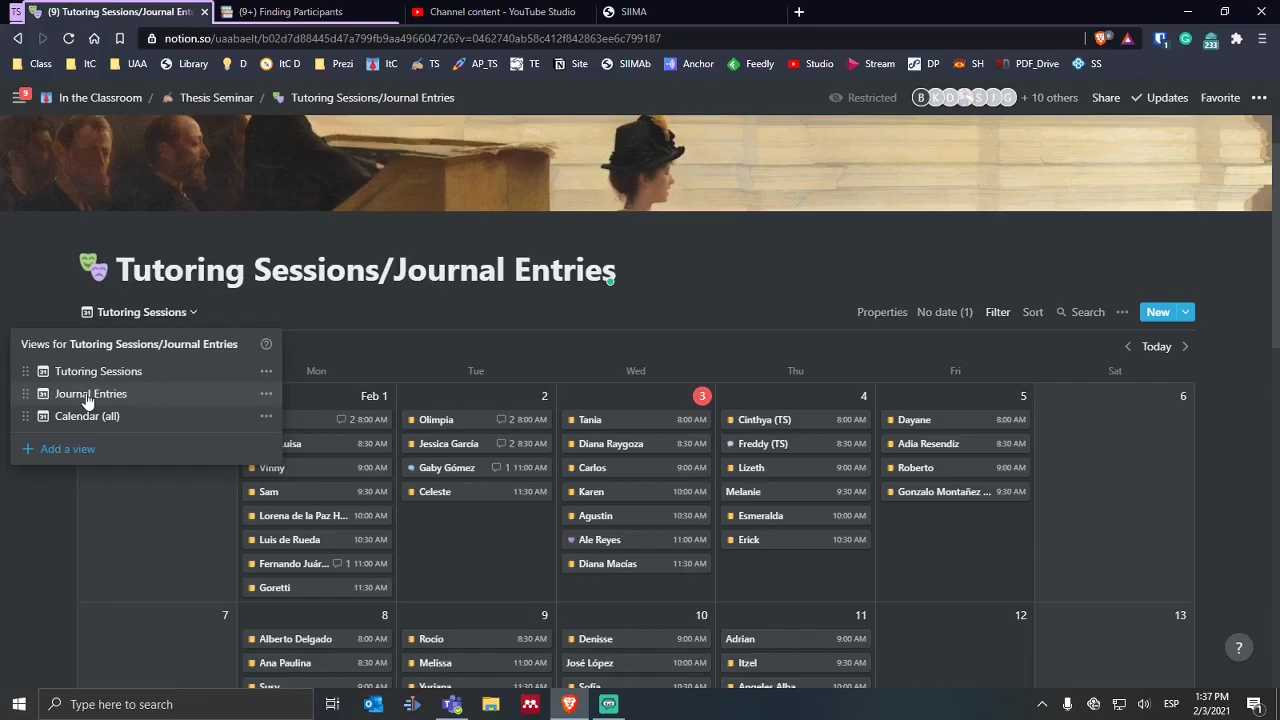 TS (9) Tutoring Sessions/Journal Entries (9+) Finding Participants Channel content - YouTube Studio SIIMA
notion.so/uaabaelt/b02d7d88445d47a799fb9aa496604726?v=0462740ab58c412f842863ee6c799187 6 1 233
Class ItC UAA Library D ItC D Prezi ItC TS AP_TS TE Site SIIMAb Anchor Feedly Studio Stream DP SH PDF_Drive SS
9 In the Classroom / Thesis Seminar / Tutoring Sessions/Journal Entries Restricted B K D S J G + 10 others Share Updates Favorite
Tutoring Sessions/Journal Entries
Tutoring Sessions Properties No date (1) Filter Sort Search New
Views for Tutoring Sessions/Journal Entries
Today
Tutoring Sessions
Mon Tue Wed Thu Fri Sat
Journal Entries
Feb 1 2 3 4 5 6
Calendar (all)
2 8:00 AM Olimpia 2 8:00 AM Tania 8:00 AM Cinthya (TS) 8:00 AM Dayane 8:00 AM
Add a view
8:30 AM Jessica García 2 8:30 AM Diana Raygoza 8:30 AM Freddy (TS) 8:30 AM Adia Resendiz 8:30 AM
Vinny 9:00 AM Gaby Gómez 1 11:00 AM Carlos 9:00 AM Lizeth 9:00 AM Roberto 9:00 AM
Sam 9:30 AM Celeste 11:30 AM Karen 10:00 AM Melanie 9:30 AM Gonzalo Montañez ... 9:30 AM
Lorena de la Paz H... 10:00 AM Agustin 10:30 AM Esmeralda 10:00 AM
Luis de Rueda 10:30 AM Ale Reyes 11:00 AM Erick 10:30 AM
Fernando Juár... 1 11:00 AM Diana Macías 11:30 AM
Goretti 11:30 AM
7 8 9 10 11 12 13
Alberto Delgado 8:00 AM Rocío 8:30 AM Denisse 9:00 AM Adrian 9:00 AM
Ana Paulina 8:30 AM Melissa 11:00 AM José López 10:00 AM Itzel 9:30 AM
Susy Yuriana Sofía Angeles Alba
Type here to search ESP 1:37 PM
2/3/2021 1